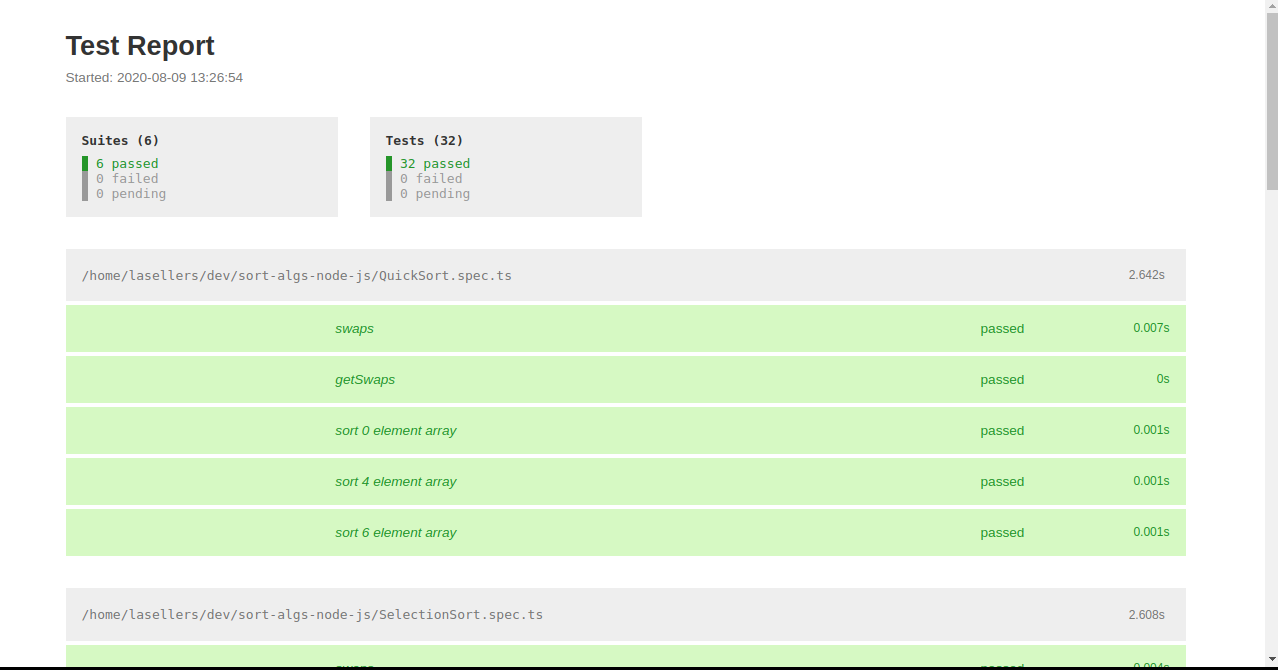 Test Report
Started: 2020-08-09 13:26:54
Suites (6)
6 passed
0 failed
0 pending
Tests (32)
32 passed
0 failed
0 pending
/home/lasellers/dev/sort-algs-node-js/QuickSort.spec.ts 2.642s
swaps passed 0.007s
getSwaps passed 0s
sort 0 element array passed 0.001s
sort 4 element array passed 0.001s
sort 6 element array passed 0.001s
/home/lasellers/dev/sort-algs-node-js/SelectionSort.spec.ts 2.608s
swaps passed 0.004s